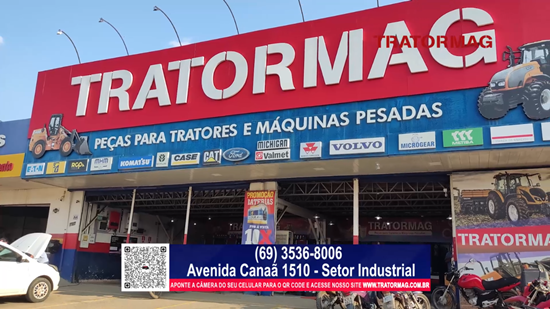 TRATORMAG
TRATORMAG
PEÇAS PARA TRATORES E MÁQUINAS PESADAS
EATON
KOMATSU
CASE
CAT
Ford
MICHIGAN
Valmet
VOLVO
MICROGEAR
PROMOÇÃO
BATERIAS
TRATORMAG
TRATORMAG
(69) 3536-8006
Avenida Canaã 1510 - Setor Industrial
APONTE A CÂMERA DO SEU CELULAR PARA O QR CODE E ACESSE NOSSO SITE WWW.TRATORMAG.COM.BR